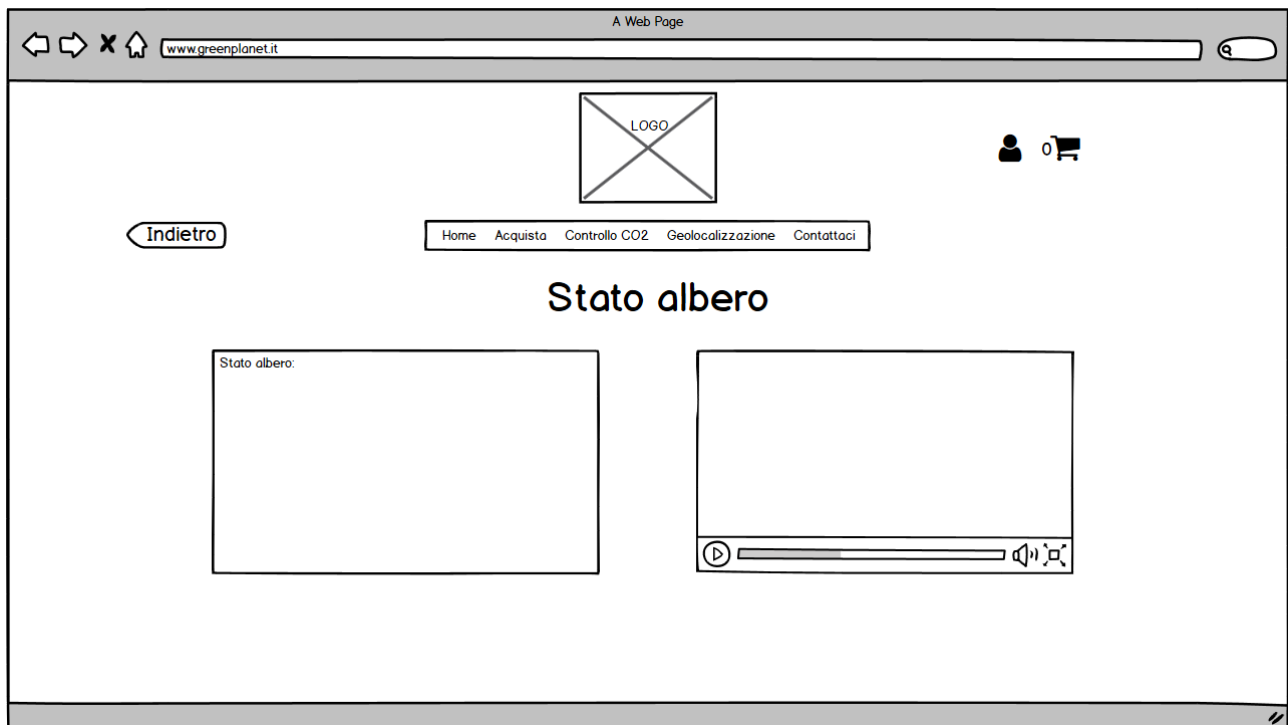 A Web Page
www.greenplanet.it
LOGO
0
Indietro
Home Acquista Controllo CO2 Geolocalizzazione Contattaci
Stato albero
Stato albero: